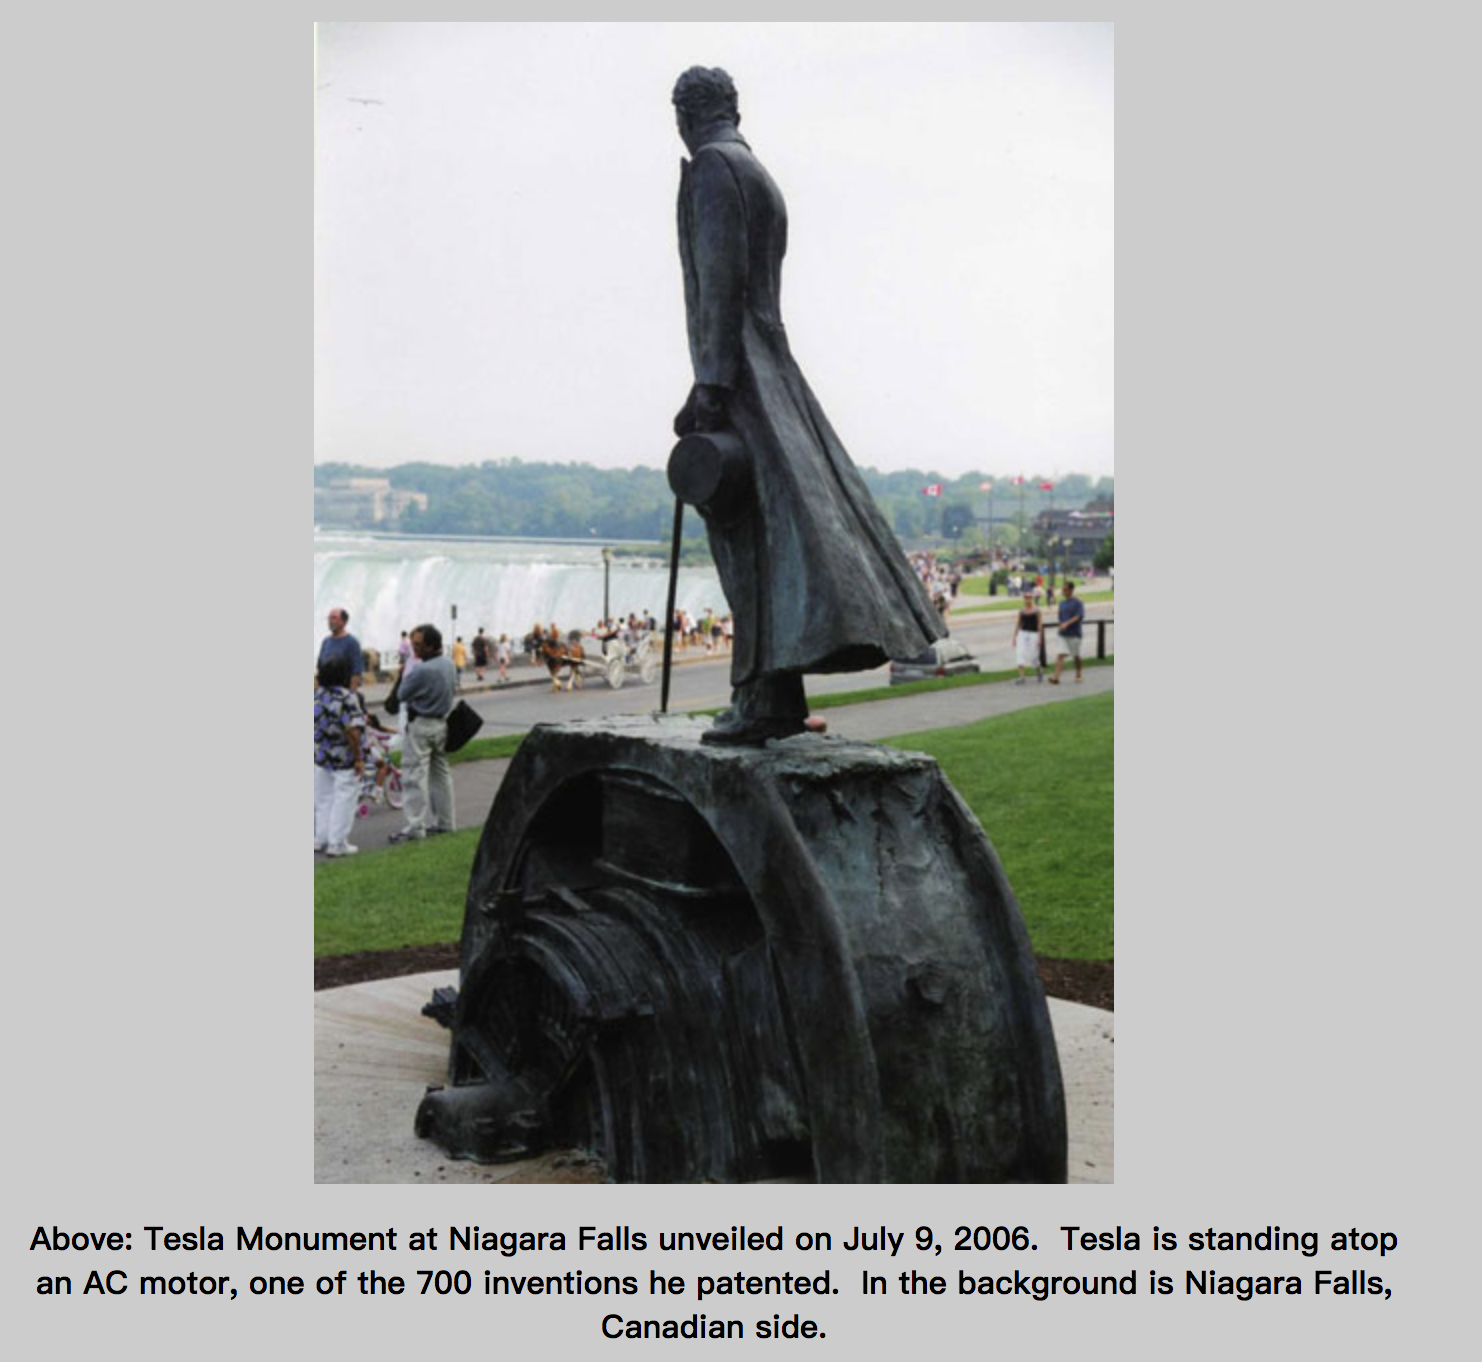 Above: Tesla Monument at Niagara Falls unveiled on July 9, 2006.  Tesla is standing atop
an AC motor, one of the 700 inventions he patented.  In the background is Niagara Falls,
Canadian side.